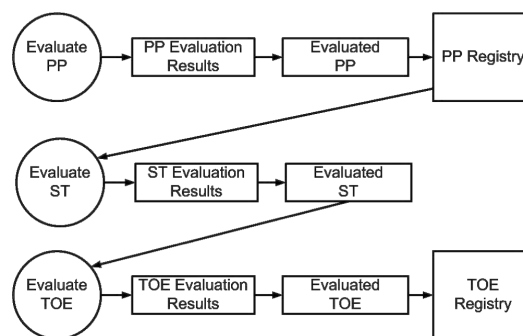 Evaluate
PP
PP Evaluation
Results
Evaluated
PP
PP Registry
Evaluate
ST
ST Evaluation
Results
Evaluated
ST
Evaluate
TOE
TOE Evaluation
Results
Evaluated
TOE
TOE
Registry